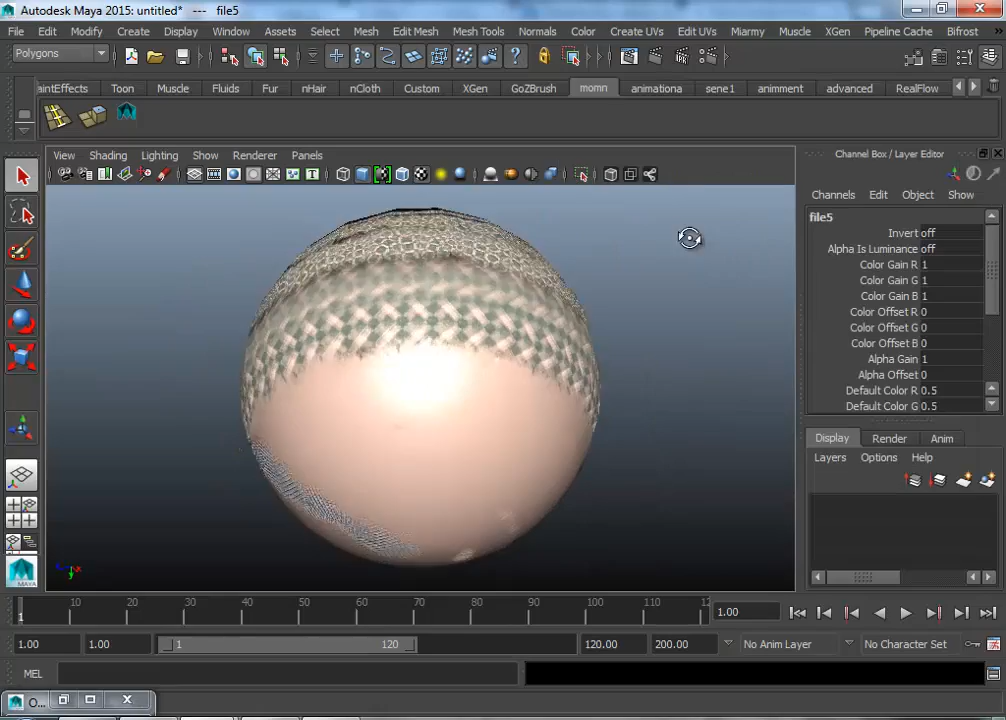 Autodesk Maya 2015: untitled* --- file5
File Edit Modify Create Display Window Assets Select Mesh Edit Mesh Mesh Tools Normals Color Create UVs Edit UVs Miarmy Muscle XGen Pipeline Cache Bifrost
Polygons
aintEffects Toon Muscle Fluids Fur nHair nCloth Custom XGen GoZBrush momn animationa sene1 animment advanced RealFlow
View Shading Lighting Show Renderer Panels
Channel Box / Layer Editor
Channels Edit Object Show
file5
Invert off
Alpha Is Luminance off
Color Gain R 1
Color Gain G 1
Color Gain B 1
Color Offset R 0
Color Offset G 0
Color Offset B 0
Alpha Gain 1
Alpha Offset 0
Default Color R 0.5
Default Color G 0.5
Display Render Anim
Layers Options Help
MAYA
1 10 20 30 40 50 60 70 80 90 100 110 12
1.00
1.00 1.00 1 120 120.00 200.00 No Anim Layer No Character Set
MEL
O...